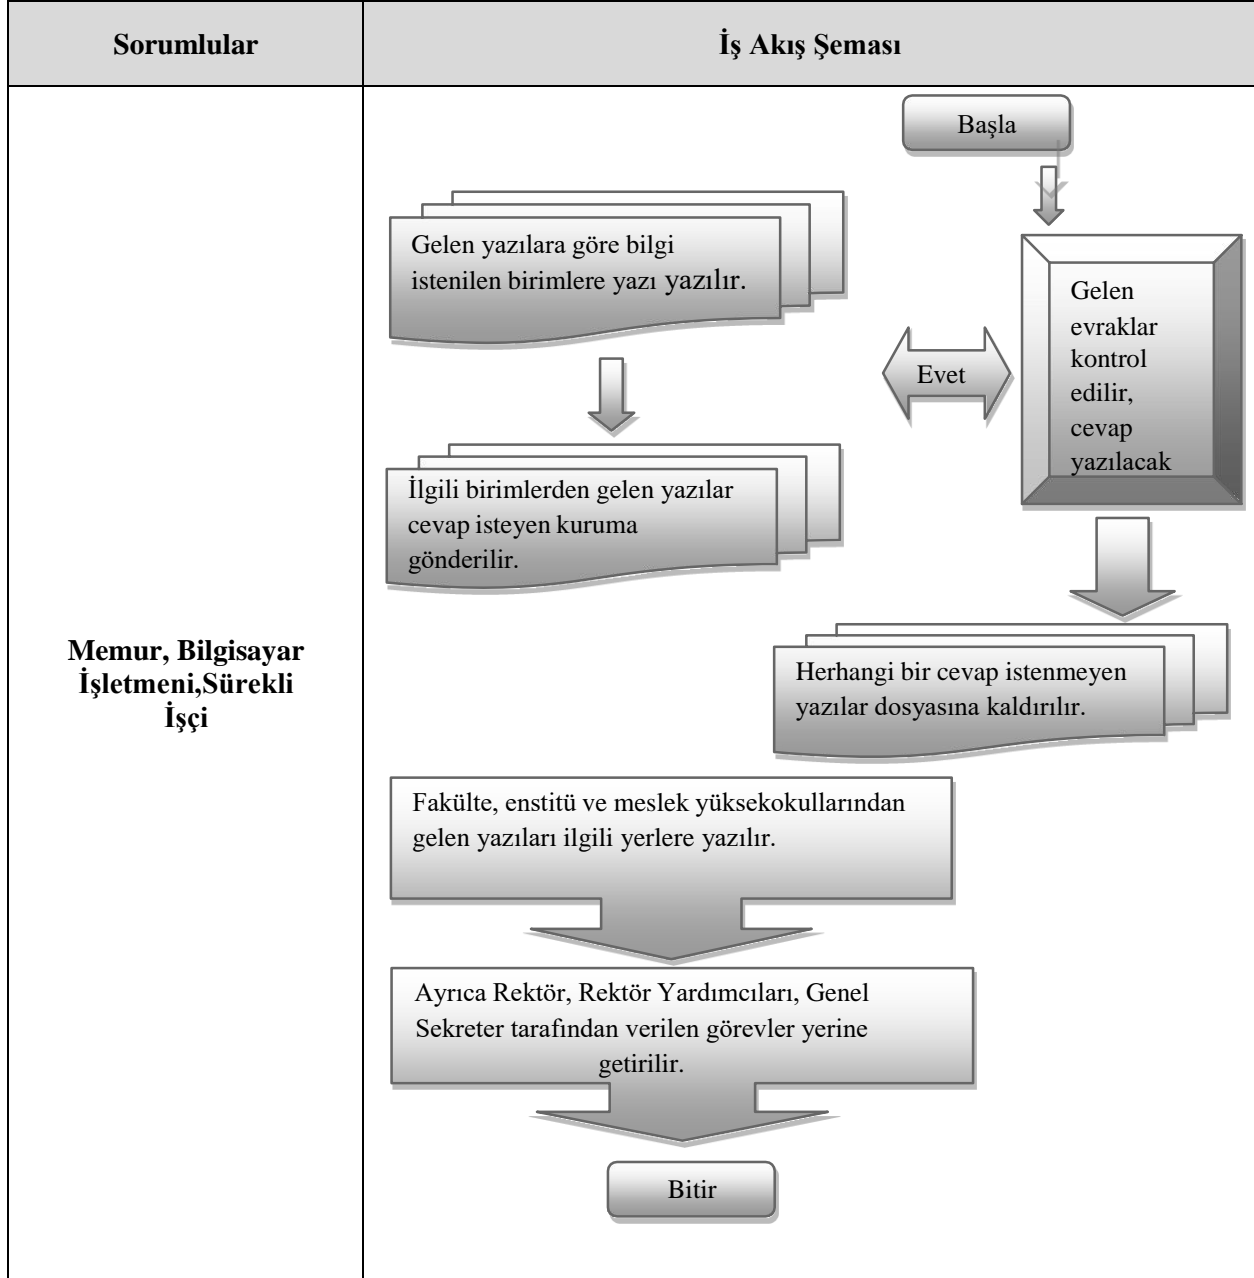 Sorumlular
İş Akış Şeması
Memur, Bilgisayar
İşletmeni,Sürekli
İşçi
Başla
Gelen yazılara göre bilgi
istenilen birimlere yazı yazılır.
Gelen
evraklar
kontrol
edilir,
cevap
yazılacak
Evet
İlgili birimlerden gelen yazılar
cevap isteyen kuruma
gönderilir.
Herhangi bir cevap istenmeyen
yazılar dosyasına kaldırılır.
Fakülte, enstitü ve meslek yüksekokullarından
gelen yazıları ilgili yerlere yazılır.
Ayrıca Rektör, Rektör Yardımcıları, Genel
Sekreter tarafından verilen görevler yerine
getirilir.
Bitir